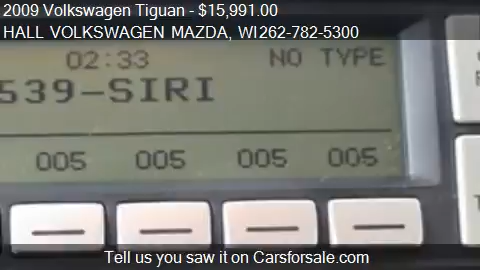 2009 Volkswagen Tiguan - $15,991.00
HALL VOLKSWAGEN MAZDA, WI262-782-5300
02:33 NO TYPE
539-SIRI
005 005 005 005
Tell us you saw it on Carsforsale.com